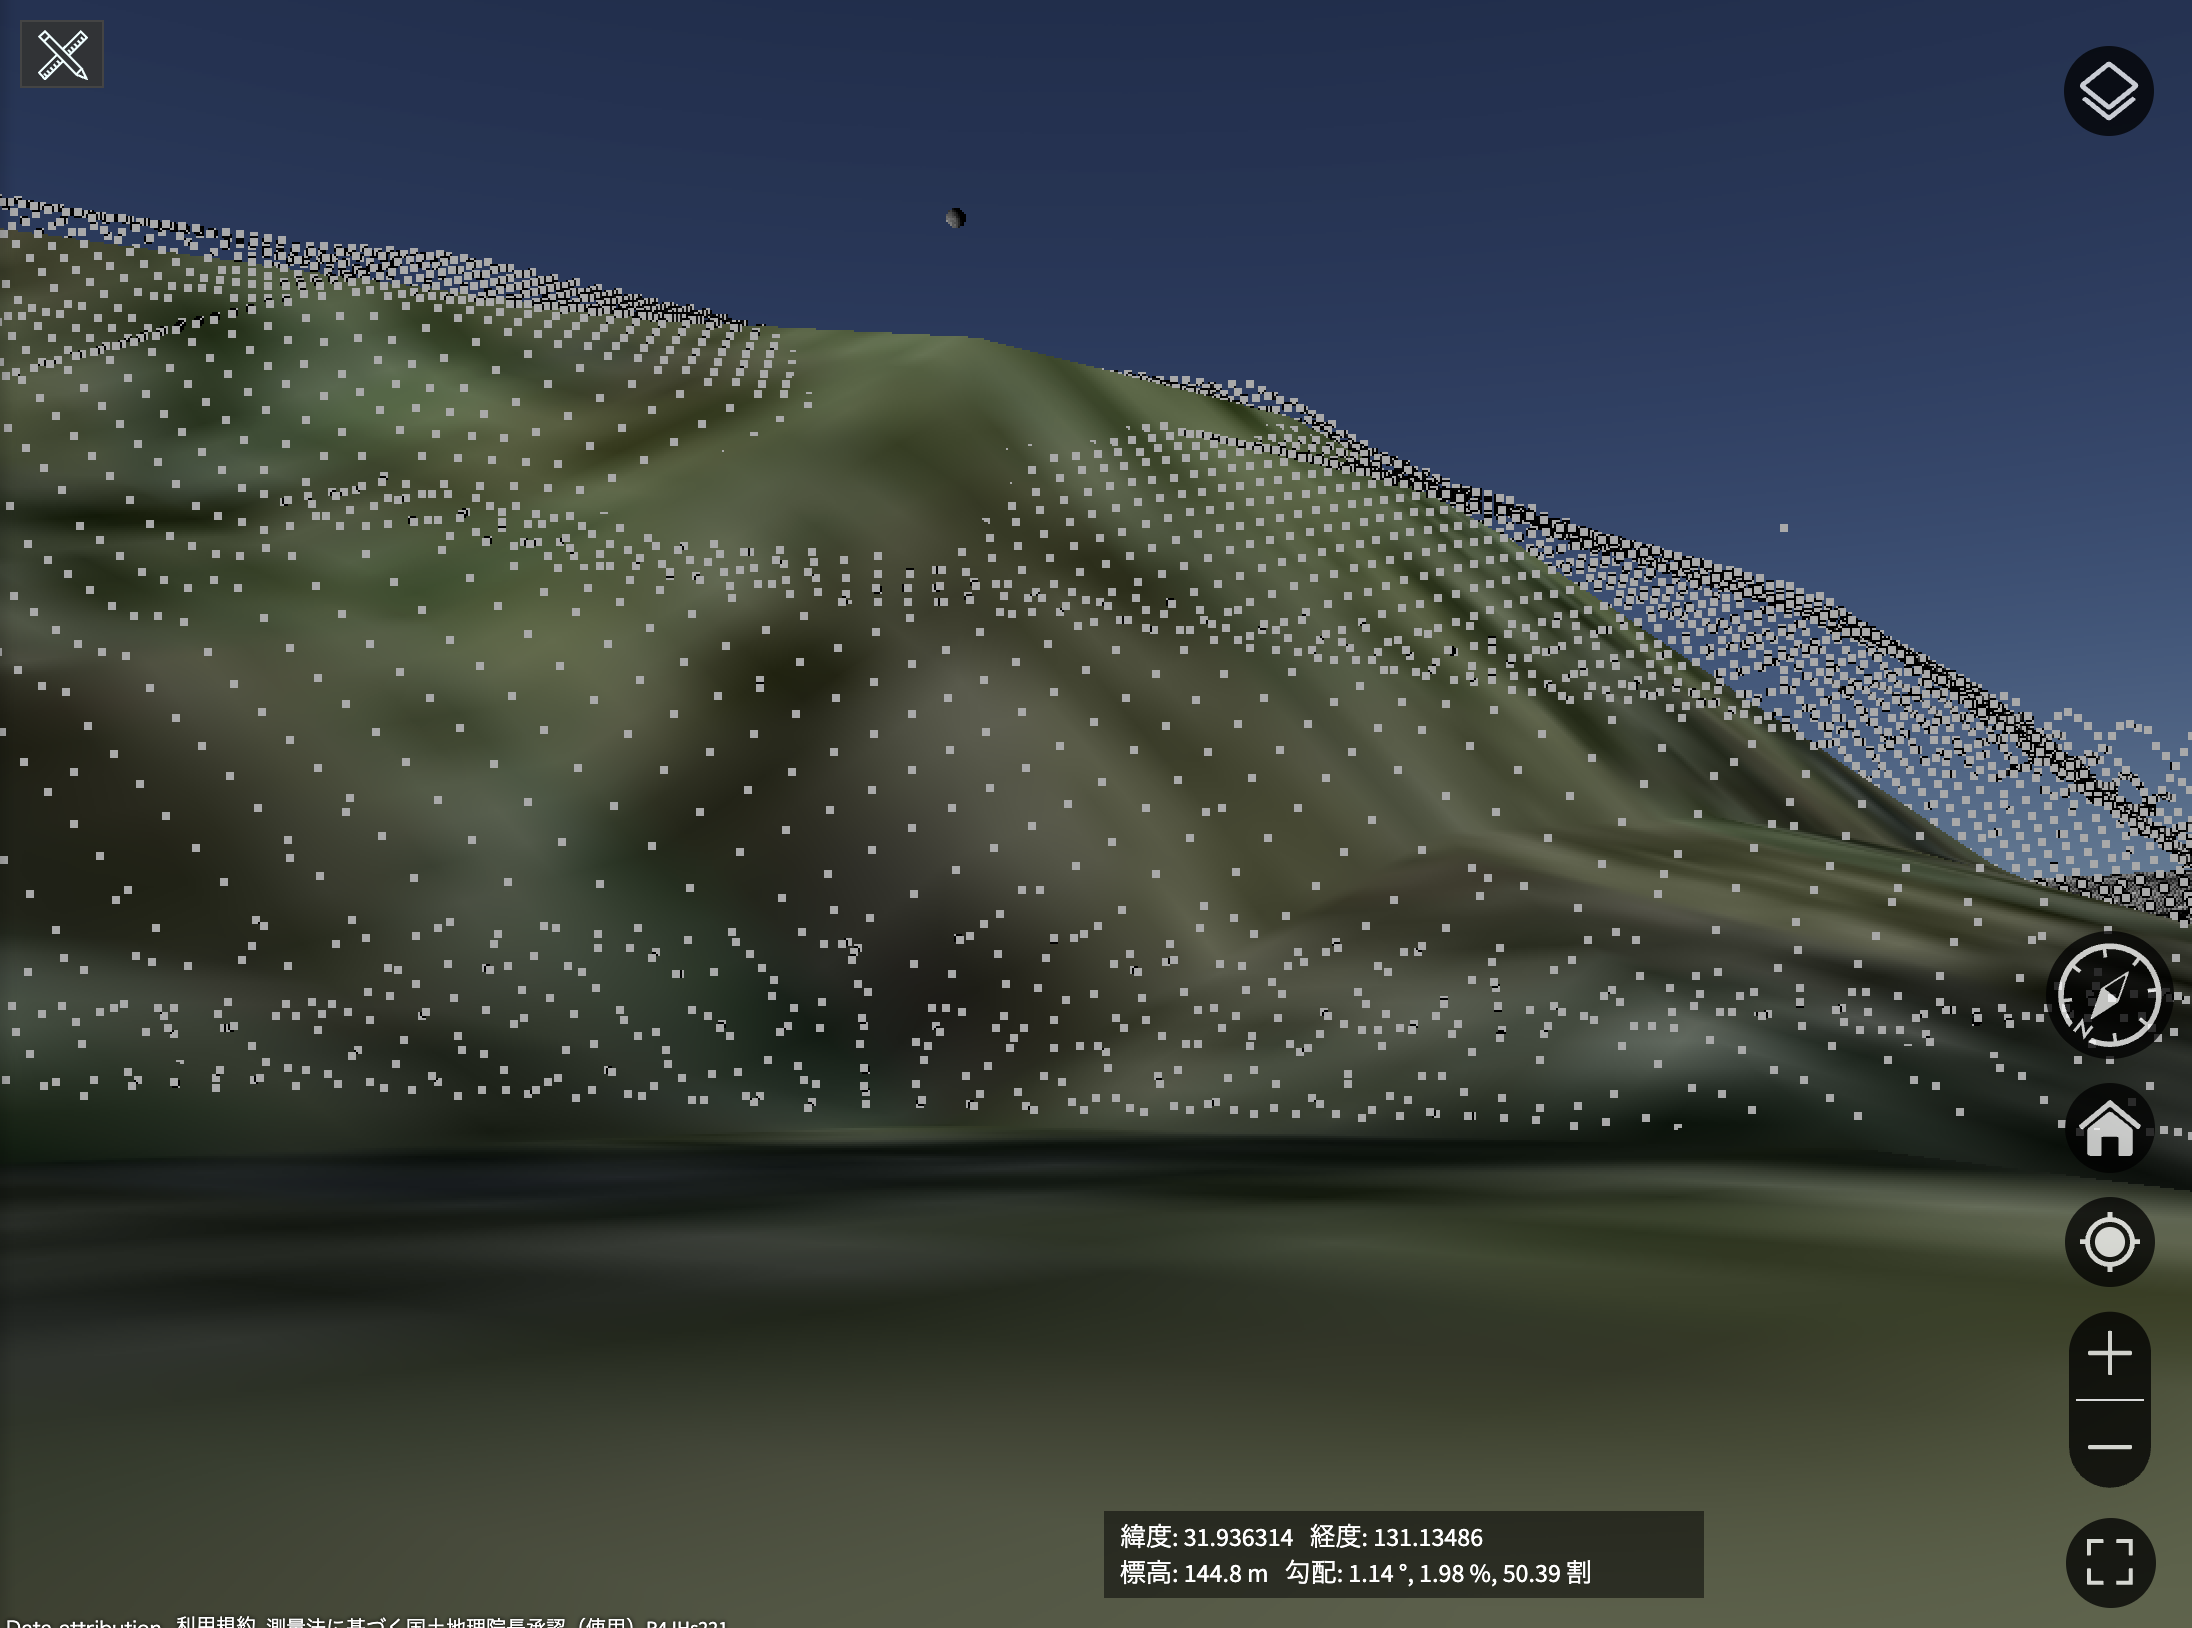 N
緯度: 31.936314 経度: 131.13486
標高: 144.8 m 勾配: 1.14 °, 1.98 %, 50.39 割
Data attribution 利用規約 測量法に基づく国土地理院長承認（使用）R4JHs231